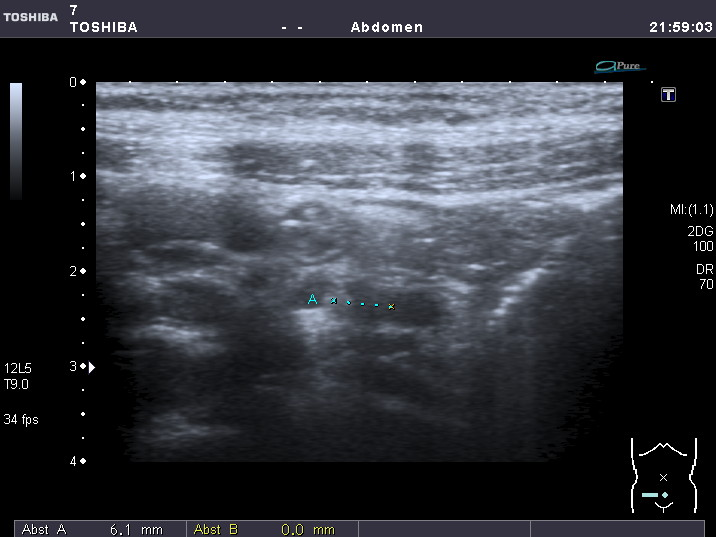 TOSHIBA
7
TOSHIBA - - Abdomen 21:59:03
APure
T
0
1
2
3
4
A
MI:(1.1)
2DG
100
DR
70
12L5
T9.0
34 fps
Abst A 6.1 mm Abst B 0.0 mm